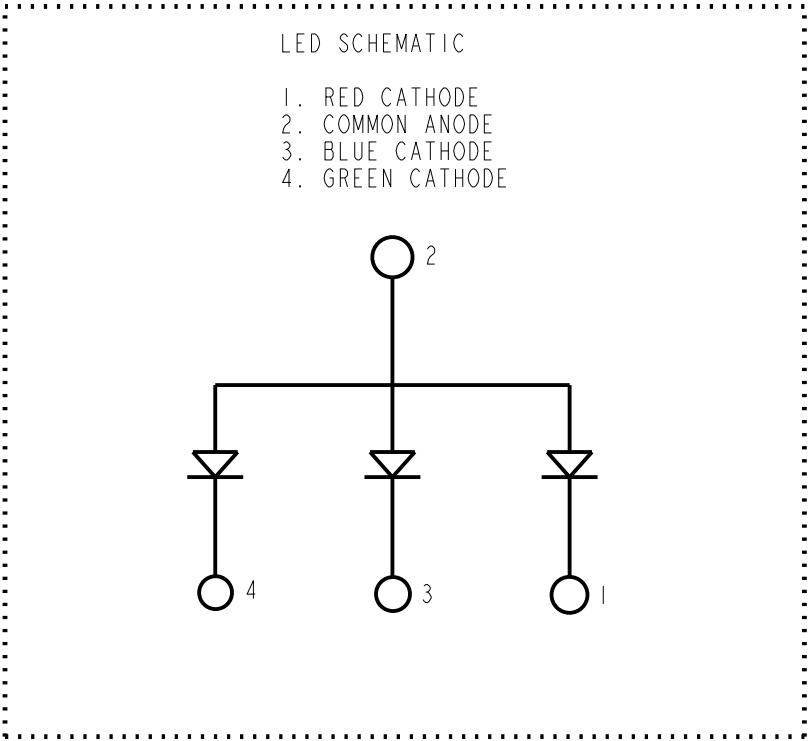 LED SCHEMATIC
1. RED CATHODE
2. COMMON ANODE
3. BLUE CATHODE
4. GREEN CATHODE
2
4
3
1